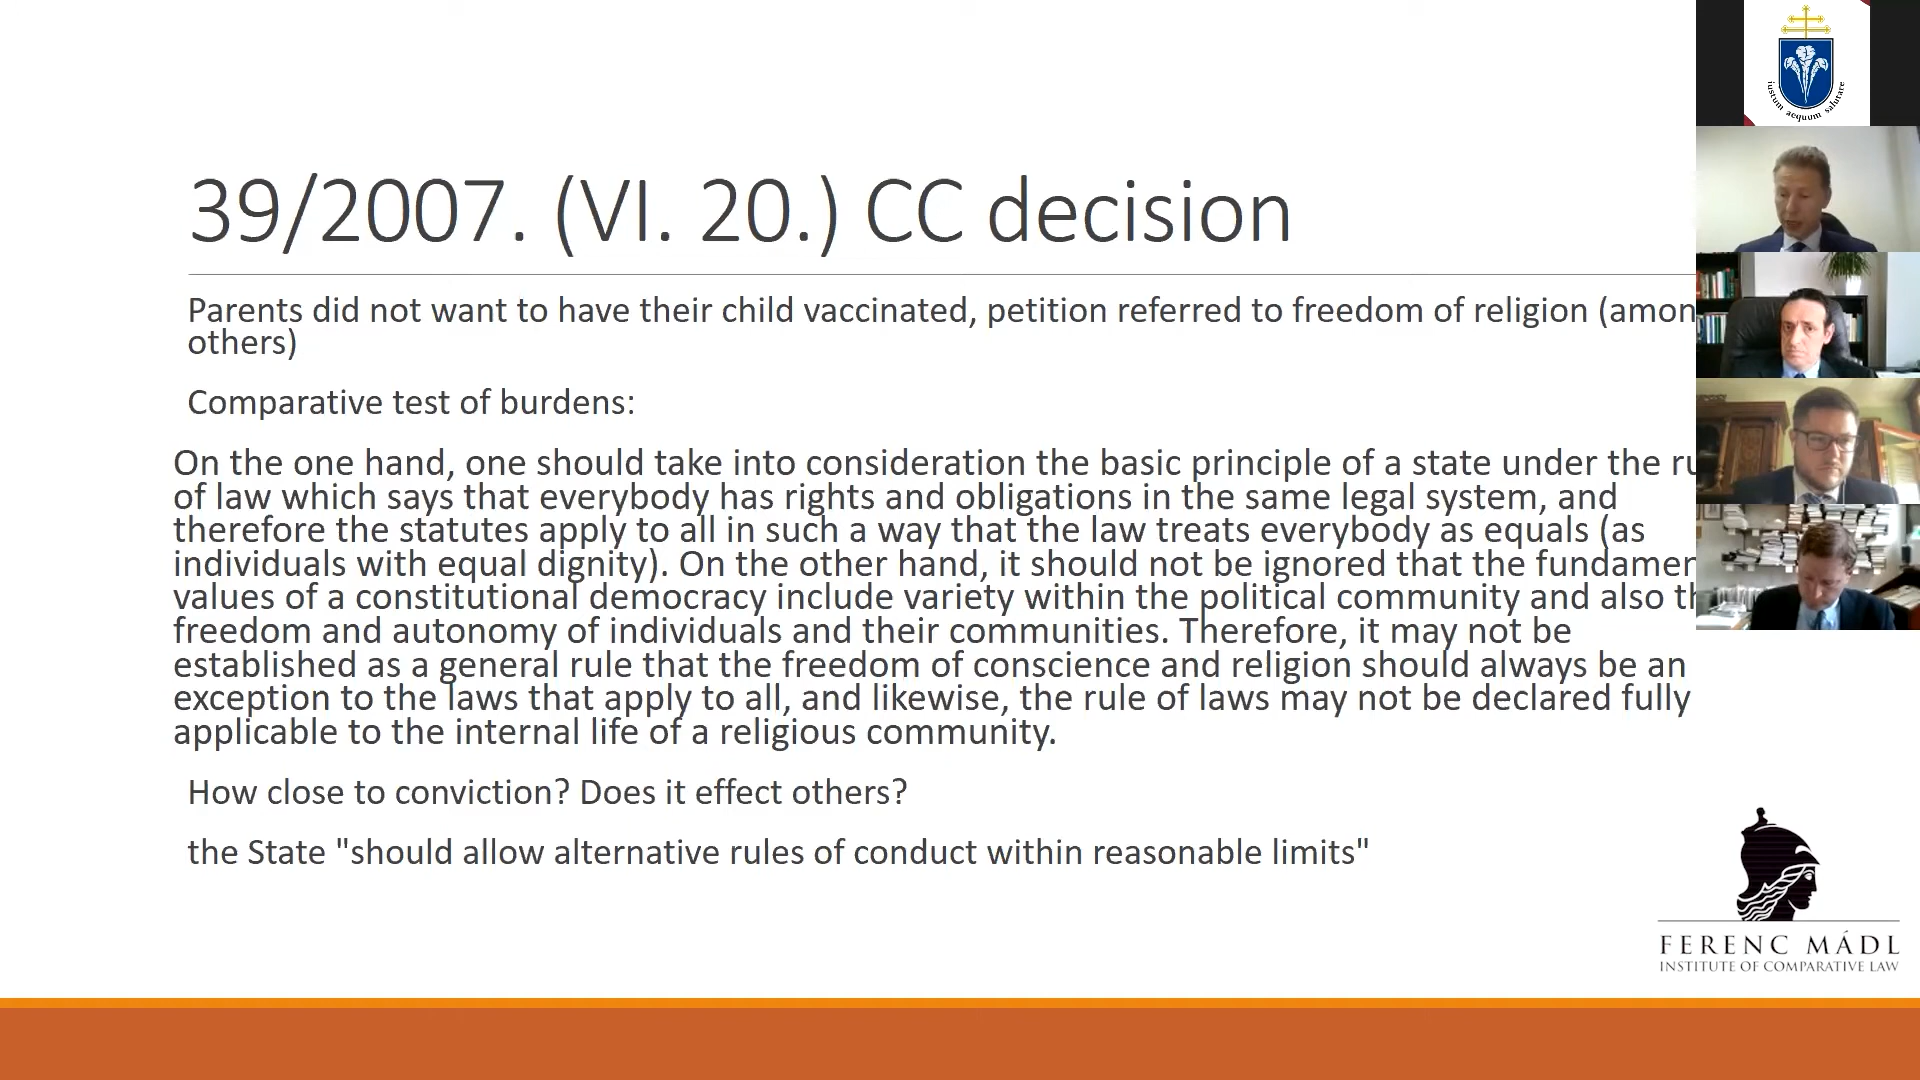 39/2007. (VI. 20.) CC decision
Parents did not want to have their child vaccinated, petition referred to freedom of religion (amon
others)
Comparative test of burdens:
On the one hand, one should take into consideration the basic principle of a state under the ru
of law which says that everybody has rights and obligations in the same legal system, and
therefore the statutes apply to all in such a way that the law treats everybody as equals (as
individuals with equal dignity). On the other hand, it should not be ignored that the fundamen
values of a constitutional democracy include variety within the political community and also th
freedom and autonomy of individuals and their communities. Therefore, it may not be
established as a general rule that the freedom of conscience and religion should always be an
exception to the laws that apply to all, and likewise, the rule of laws may not be declared fully
applicable to the internal life of a religious community.
How close to conviction? Does it effect others?
the State "should allow alternative rules of conduct within reasonable limits"
iustum aequum salutare
FERENC MÁDL
INSTITUTE OF COMPARATIVE LAW